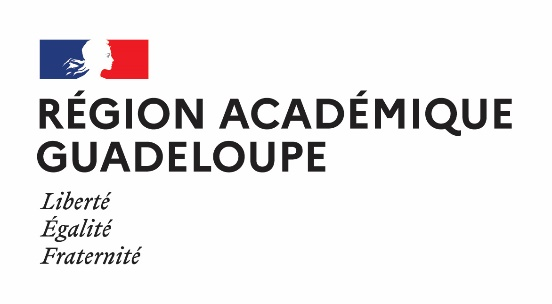 RÉGION ACADÉMIQUE
GUADELOUPE
Liberté
Égalité
Fraternité